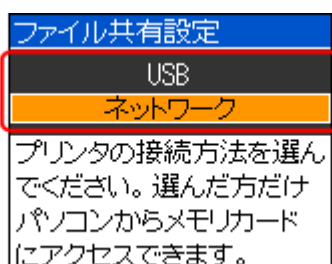 ファイル共有設定
USB
ネットワーク
プリンタの接続方法を選ん
でください。選んだ方だけ
パソコンからメモリカード
にアクセスできます。